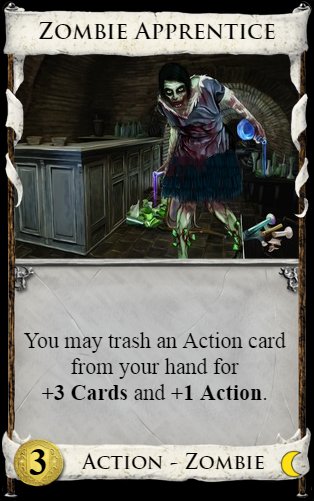 Zombie Apprentice
You may trash an Action card
from your hand for
+3 Cards and +1 Action.
3
Action - Zombie